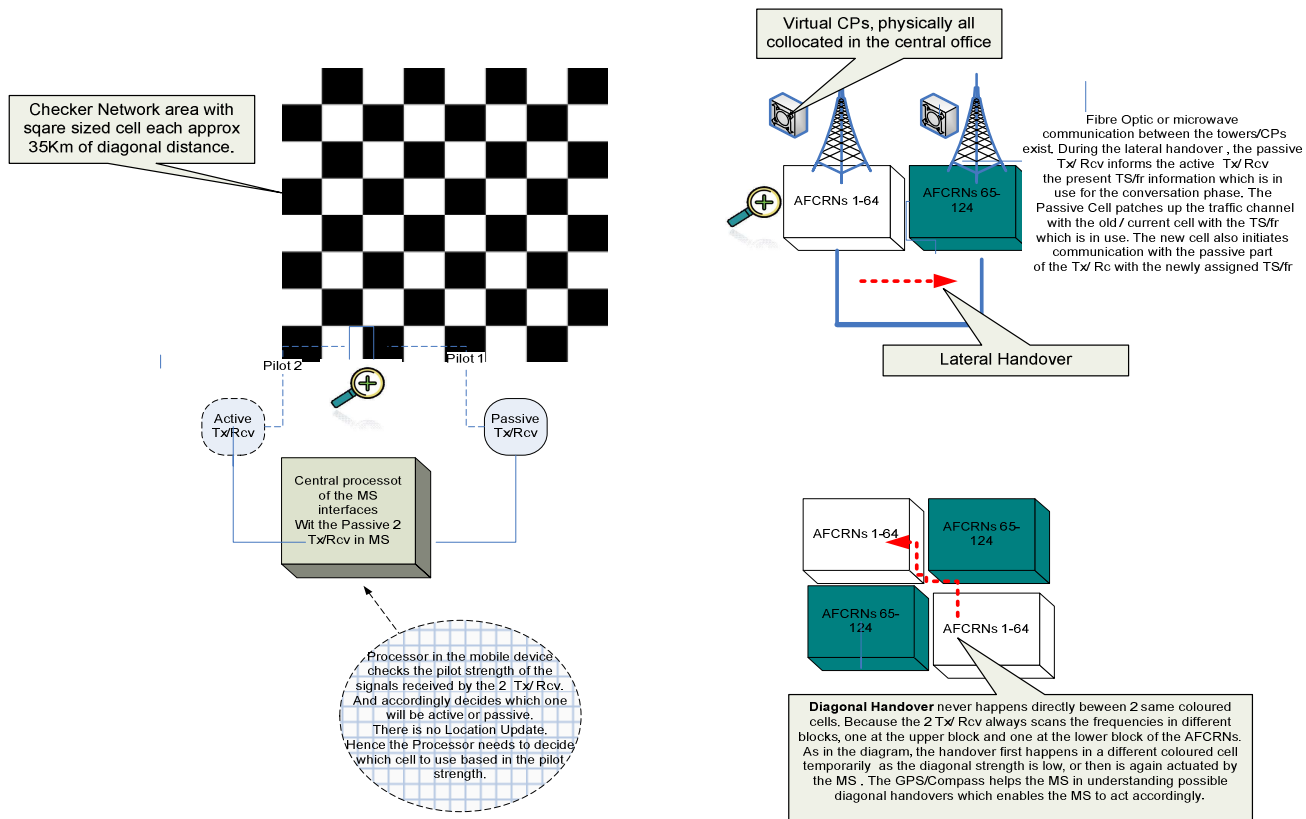 Virtual CPs, physically all
collocated in the central office
Checker Network area with
sqare sized cell each approx
35Km of diagonal distance.
Fibre Optic or microwave
communication between the towers/CPs
exist. During the lateral handover , the passive
Tx/ Rcv informs the active Tx/ Rcv
the present TS/fr information which is in
use for the conversation phase. The
Passive Cell patches up the traffic channel
with the old / current cell with the TS/fr
which is in use. The new cell also initiates
communication with the passive part
of the Tx/ Rc with the newly assigned TS/fr
AFCRNs 1-64
AFCRNs 65-
124
Lateral Handover
Pilot 2
Pilot 1
Active
Tx/Rcv
Passive
Tx/Rcv
Central processot
of the MS
interfaces
Wit the Passive 2
Tx/Rcv in MS
Processor in the mobile device
checks the pilot strength of the
signals received by the 2 Tx/ Rcv.
And accordingly decides which one
will be active or passive.
There is no Location Update.
Hence the Processor needs to decide
which cell to use based in the pilot
strength.
AFCRNs 1-64
AFCRNs 65-
124
AFCRNs 65-
124
AFCRNs 1-64
Diagonal Handover never happens directly beween 2 same coloured
cells. Because the 2 Tx/ Rcv always scans the frequencies in different
blocks, one at the upper block and one at the lower block of the AFCRNs.
As in the diagram, the handover first happens in a different coloured cell
temporarily as the diagonal strength is low, or then is again actuated by
the MS . The GPS/Compass helps the MS in understanding possible
diagonal handovers which enables the MS to act accordingly.